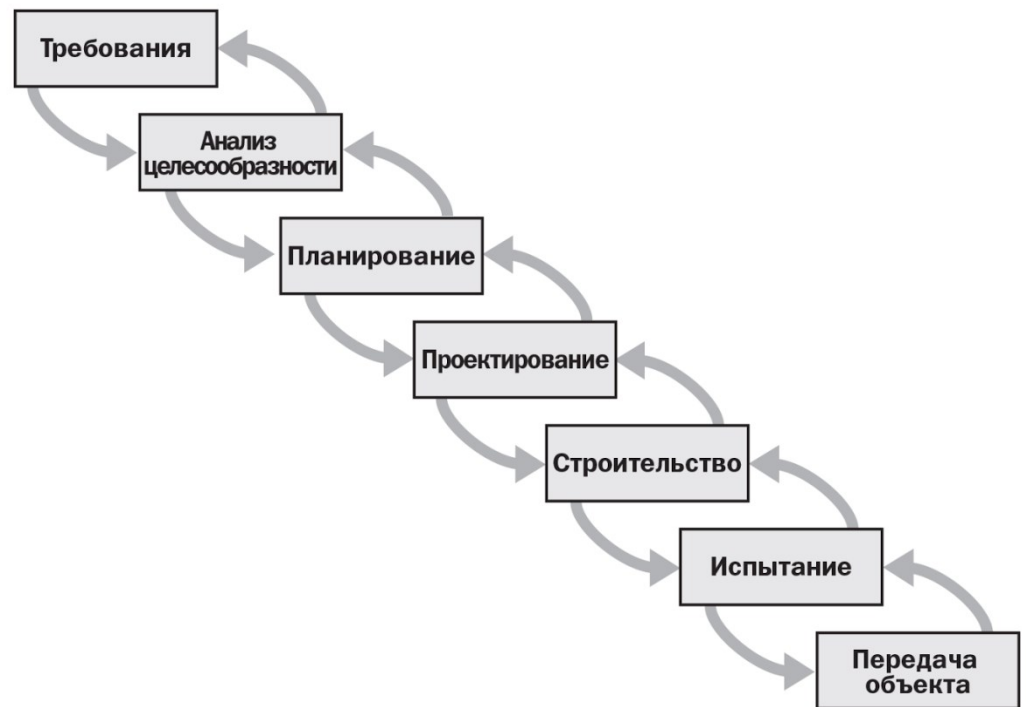 Требования
Анализ
целесообразности
Планирование
Проектирование
Строительство
Испытание
Передача
объекта